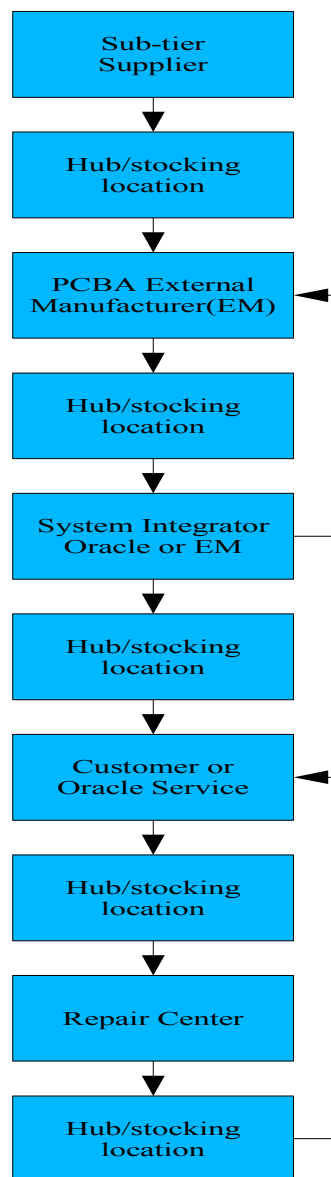 Sub-tier
Supplier
Hub/stocking
location
PCBA External
Manufacturer(EM)
Hub/stocking
location
System Integrator
Oracle or EM
Hub/stocking
location
Customer or
Oracle Service
Hub/stocking
location
Repair Center
Hub/stocking
location